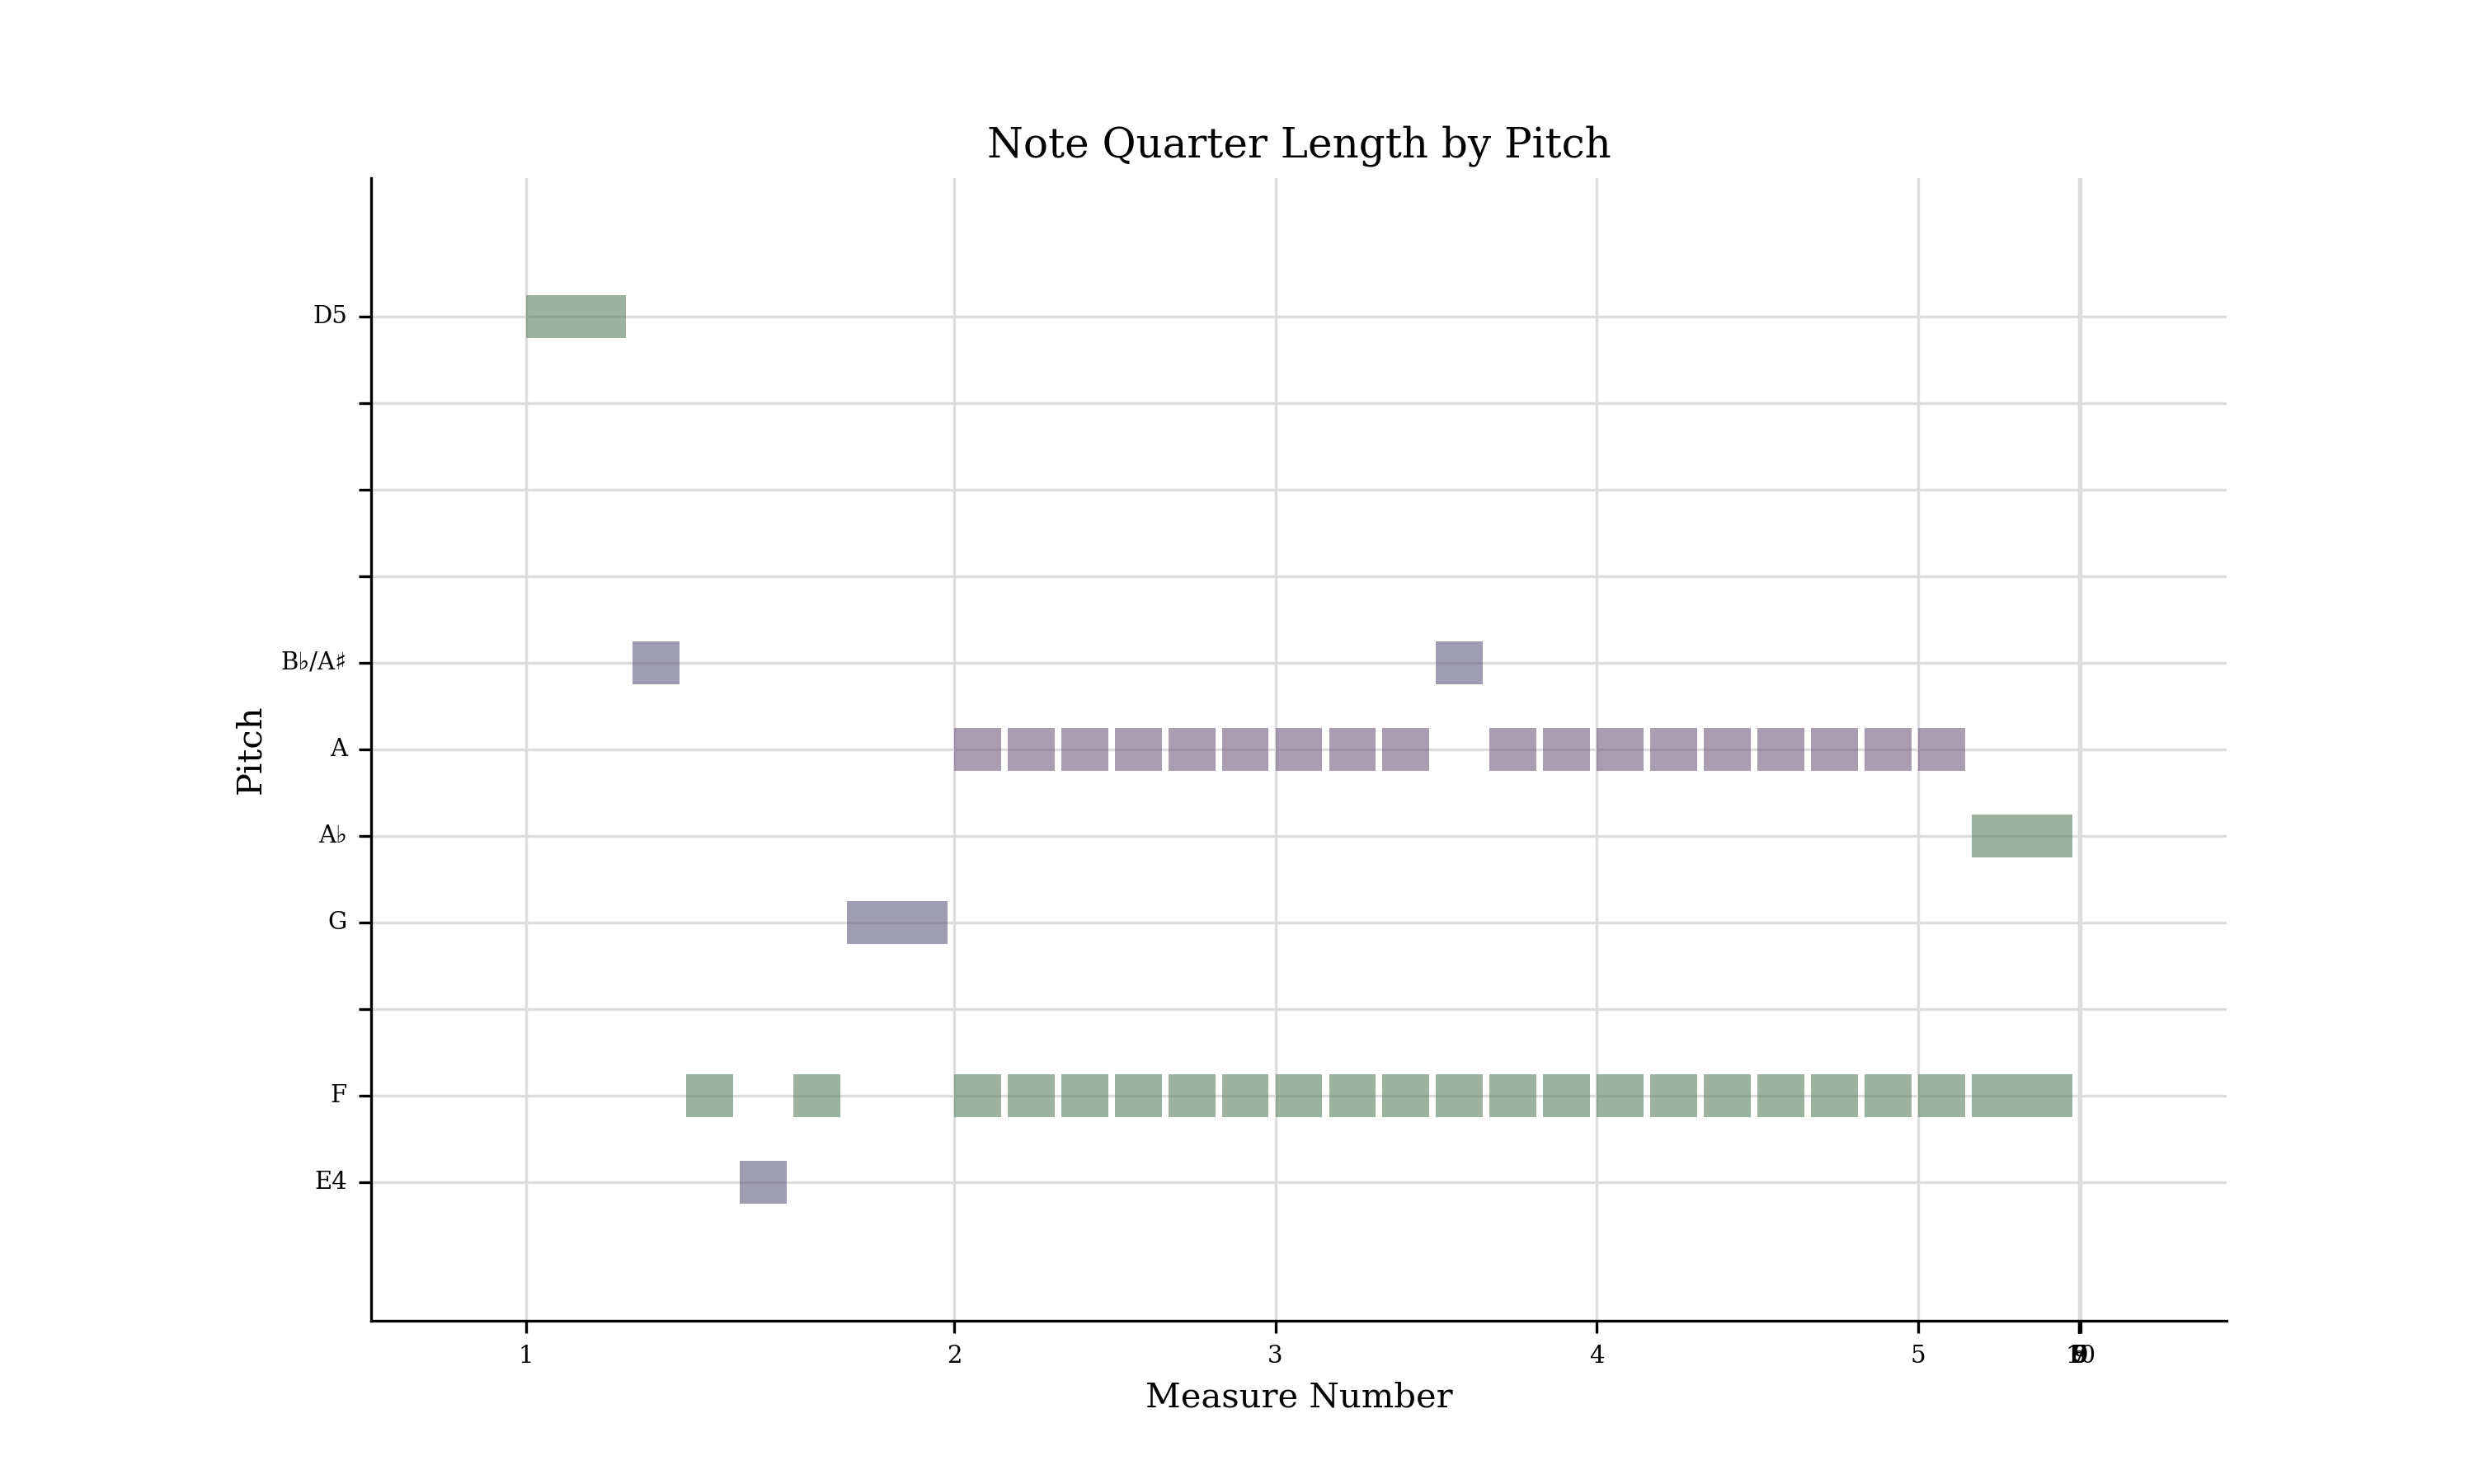 Note Quarter Length by Pitch
D5
B♭/A♯
A
A♭
G
F
E4
Pitch
1 2 3 4 5
Measure Number